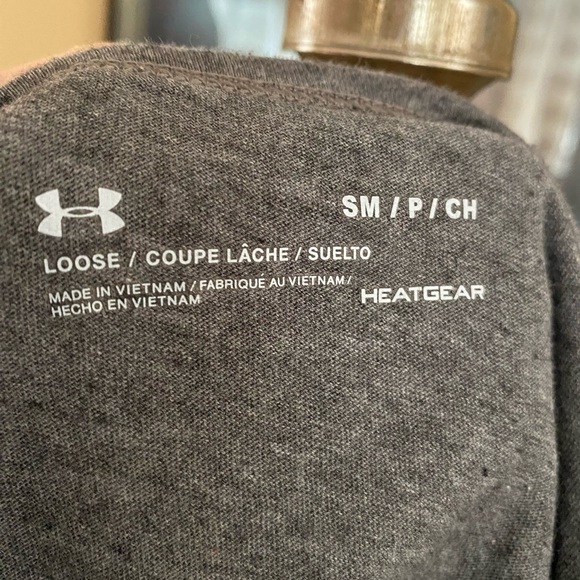 SM / P / CH
LOOSE / COUPE LÂCHE / SUELTO
MADE IN VIETNAM / FABRIQUÉ AU VIETNAM /
HECHO EN VIETNAM
HEATGEAR